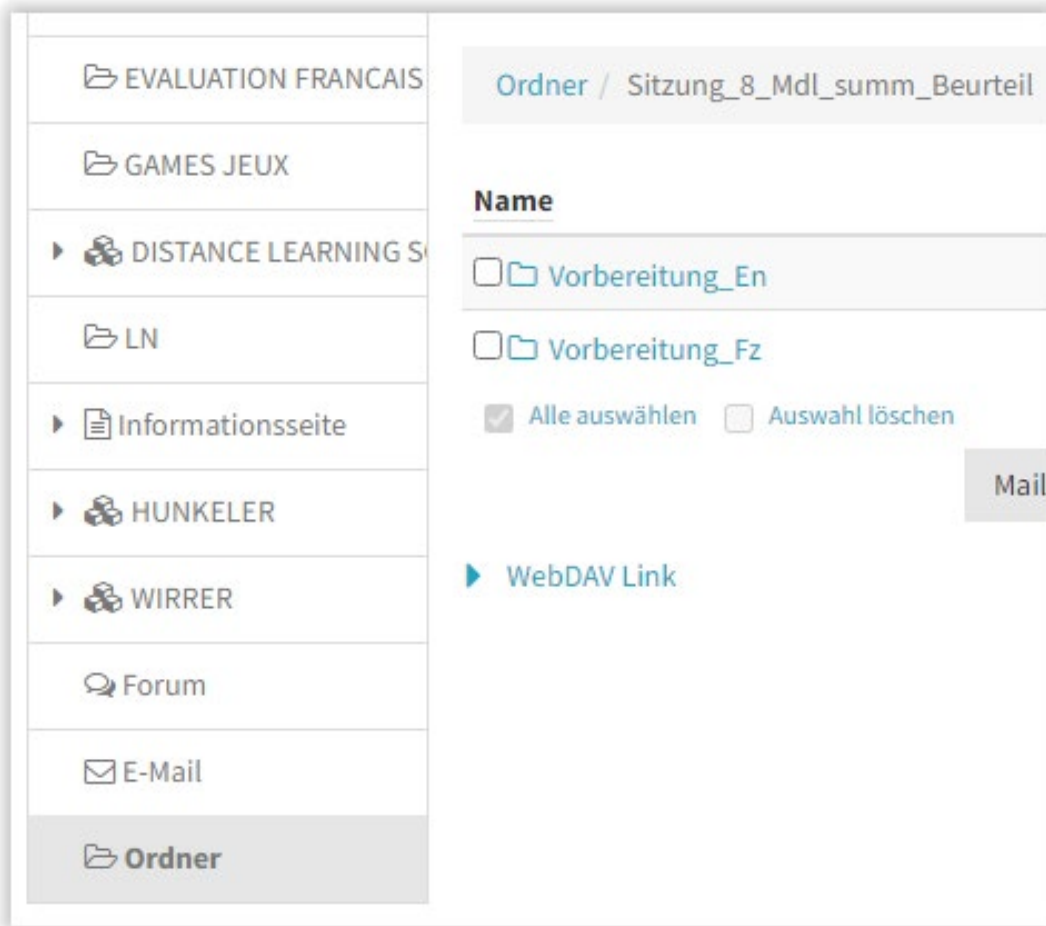 EVALUATION FRANCAIS
GAMES JEUX
DISTANCE LEARNING
LN
Informationsseite
HUNKELER
WIRRER
Forum
E-Mail
Ordner
Ordner / Sitzung_8_Mdl_summ_Beurteil
Name
Vorbereitung_En
Vorbereitung_Fz
Alle auswählen Auswahl löschen
Mail
WebDAV Link